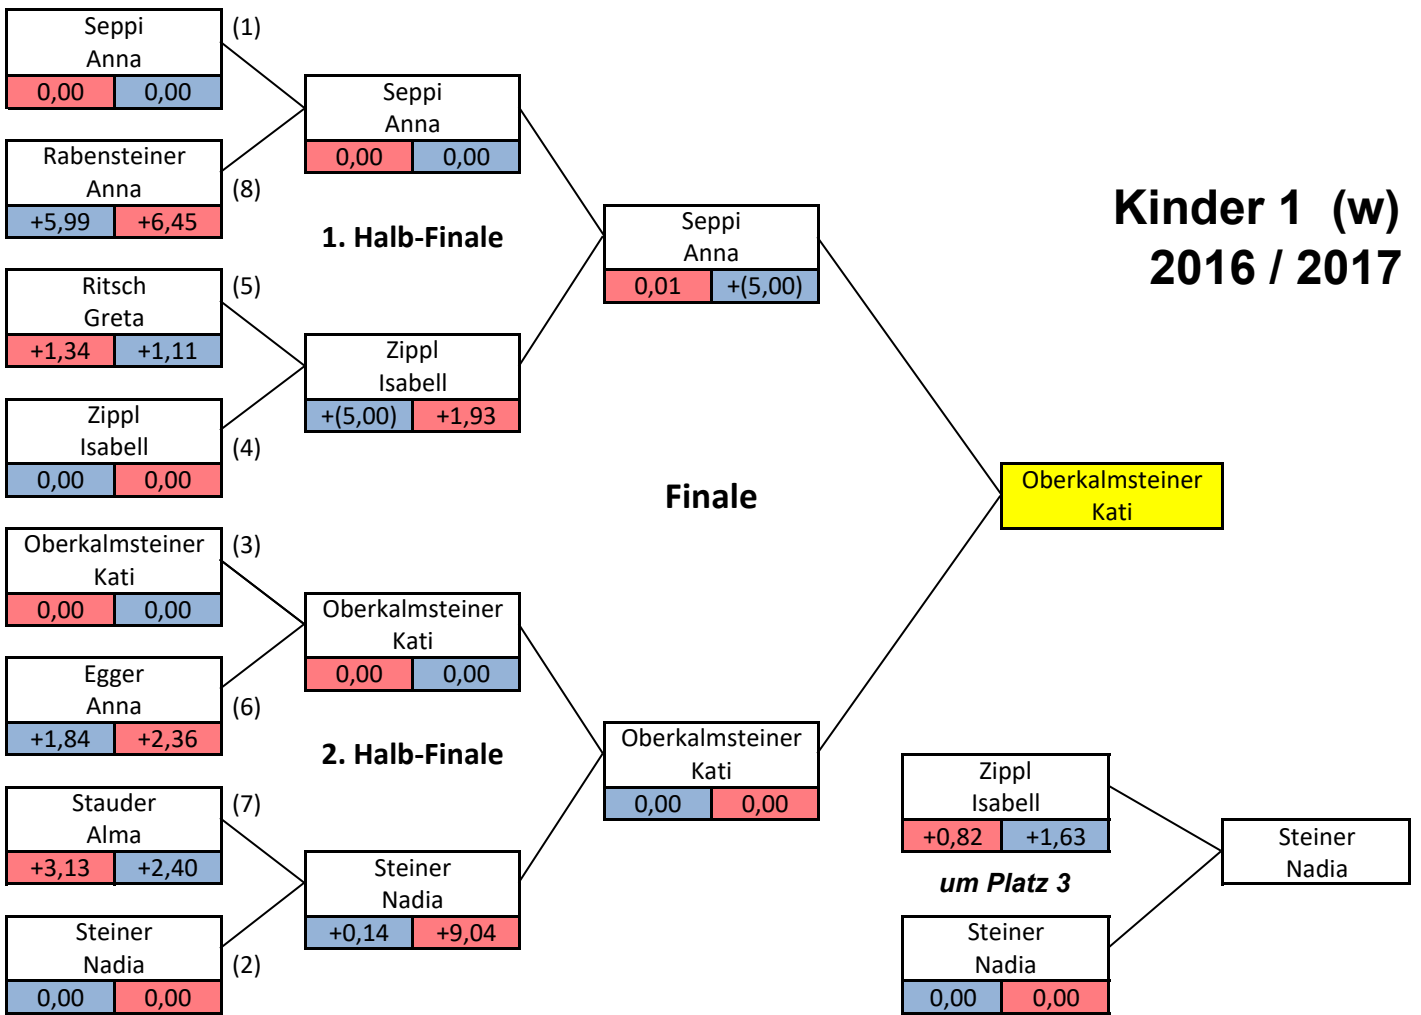 Seppi
Anna
0,00 0,00
(1)
Rabensteiner
Anna
+5,99 +6,45
(8)
Ritsch
Greta
+1,34 +1,11
(5)
Zippl
Isabell
0,00 0,00
(4)
Oberkalmsteiner
Kati
0,00 0,00
(3)
Egger
Anna
+1,84 +2,36
(6)
Stauder
Alma
+3,13 +2,40
(7)
Steiner
Nadia
0,00 0,00
(2)
Seppi
Anna
0,00 0,00
1. Halb-Finale
Zippl
Isabell
+(5,00) +1,93
Oberkalmsteiner
Kati
0,00 0,00
2. Halb-Finale
Steiner
Nadia
+0,14 +9,04
Seppi
Anna
0,01 +(5,00)
Finale
Oberkalmsteiner
Kati
0,00 0,00
Kinder 1 (w)
2016 / 2017
Oberkalmsteiner
Kati
Zippl
Isabell
+0,82 +1,63
um Platz 3
Steiner
Nadia
0,00 0,00
Steiner
Nadia